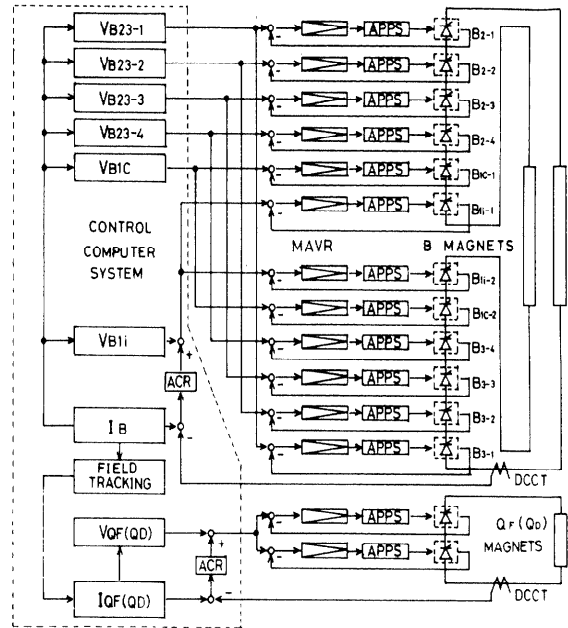 VB23-1
VB23-2
VB23-3
VB23-4
VB1C
CONTROL
COMPUTER
SYSTEM
VB1i
+
ACR
-
IB
FIELD
TRACKING
VQF(QD)
+
ACR
-
IQF(QD)
- APPS B2-1
- APPS B2-2
- APPS B2-3
- APPS B2-4
- APPS B1C-1
- APPS B1i-1
MAVR B MAGNETS
- APPS B1i-2
- APPS B1C-2
- APPS B3-4
- APPS B3-3
- APPS B3-2
- APPS B3-1
DCCT
- APPS
- APPS
QF(QD)
MAGNETS
DCCT